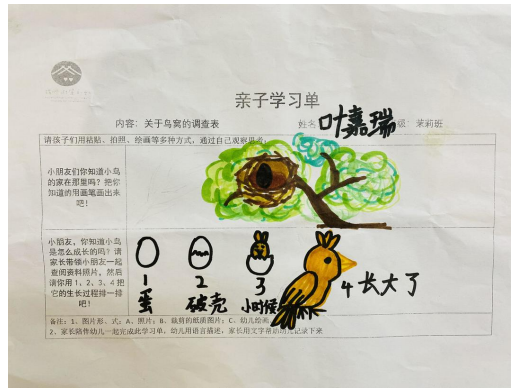 亲子学习单
内容：关于鸟窝的调查表 姓名 叶嘉瑞 级：茉莉班
请孩子们用粘贴、拍照、绘画等多种方式，通过自己观察思考
小朋友们你知道小鸟
的家在那里吗？把你
知道的用画笔画出来
吧！
小朋友，你知道小鸟
是怎么成长的吗？请
家长带领小朋友一起
查阅资料照片，然后
请你用1、2、3、4把
它的生长过程排一排
吧！
1 2 3 4 长大了
蛋 破壳 小时候
备注：1、图片形、式：A、照片；B、裁剪的纸质图片；C、幼儿绘画
2、家长陪伴幼儿一起完成此学习单，幼儿用语言描述，家长用文字帮助幼儿记录下来